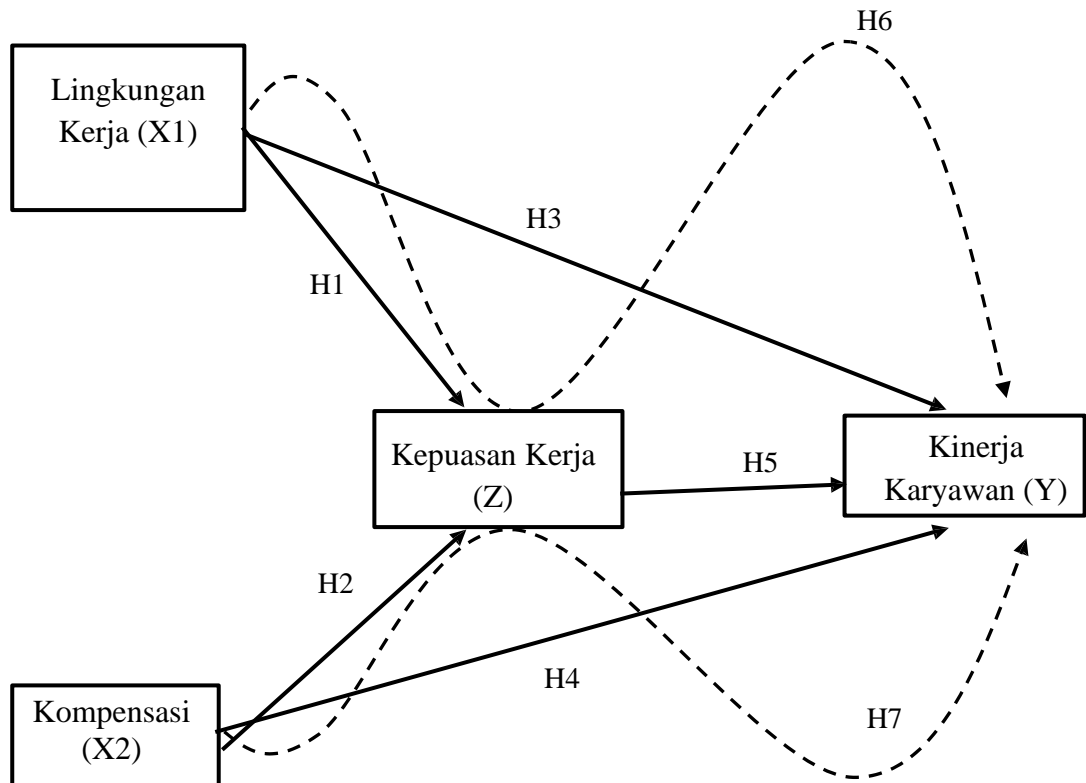 H6
Lingkungan
Kerja (X1)
H3
H1
Kepuasan Kerja
(Z)
H5
Kinerja
Karyawan (Y)
H2
H4
Kompensasi
(X2)
H7